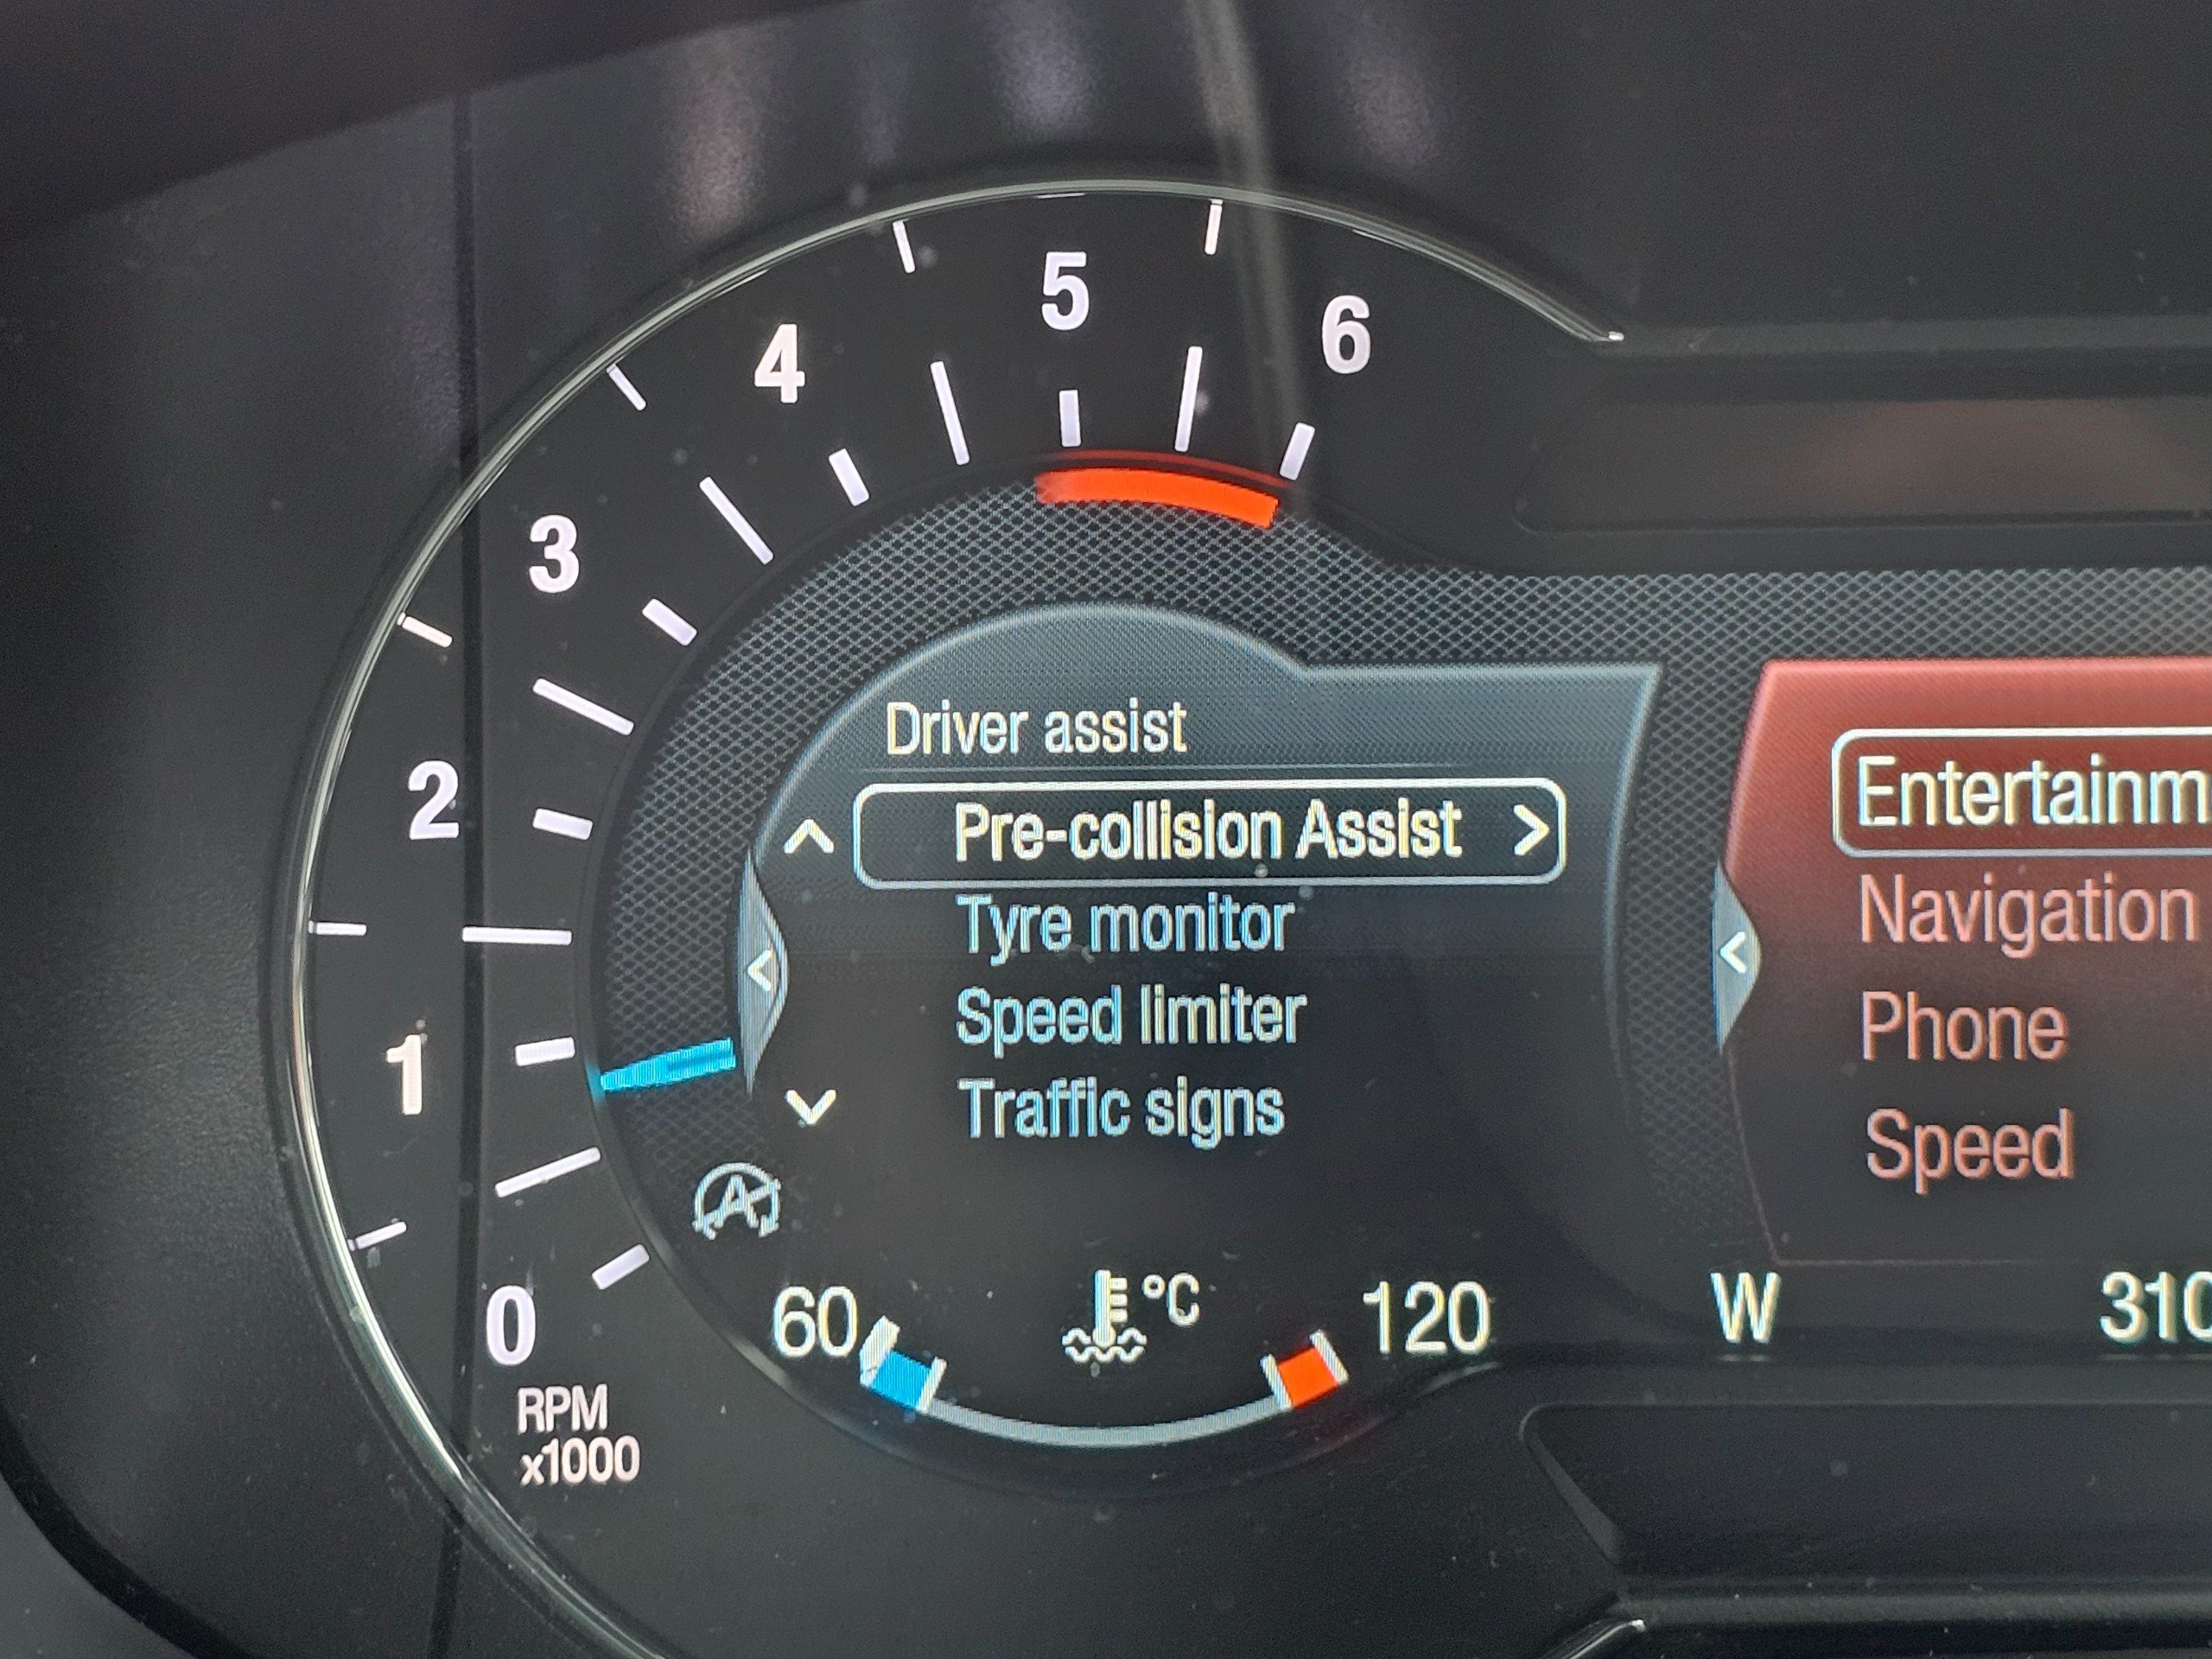 5
6
4
3
2
1
0
RPM
x1000
Driver assist
Pre-collision Assist
Tyre monitor
Speed limiter
Traffic signs
A
60
°C
120
Navigation
Phone
Speed
W